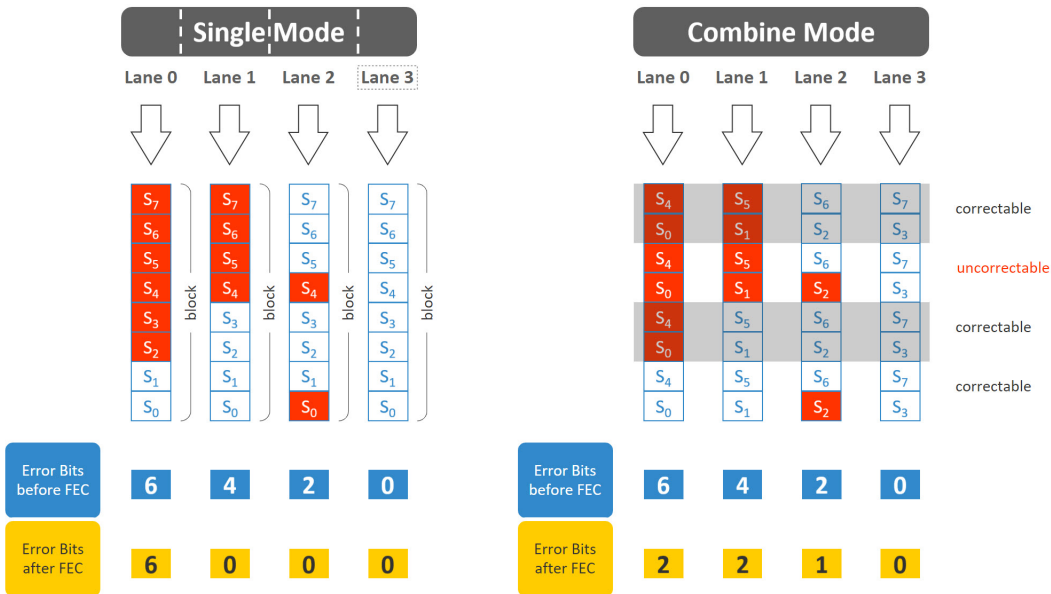 Single Mode
Lane 0 Lane 1 Lane 2 Lane 3
S7 S7 S7 S7
S6 S6 S6 S6
S5 S5 S5 S5
S4 S4 S4 S4
S3 S3 S3 S3
S2 S2 S2 S2
S1 S1 S1 S1
S0 S0 S0 S0
block block block block
Error Bits
before FEC
6 4 2 0
Error Bits
after FEC
6 0 0 0
Combine Mode
Lane 0 Lane 1 Lane 2 Lane 3
S4 S5 S6 S7
correctable
S0 S1 S2 S3
S4 S5 S6 S7
uncorrectable
S0 S1 S2 S3
S4 S5 S6 S7
correctable
S0 S1 S2 S3
S4 S5 S6 S7
correctable
S0 S1 S2 S3
Error Bits
before FEC
6 4 2 0
Error Bits
after FEC
2 2 1 0